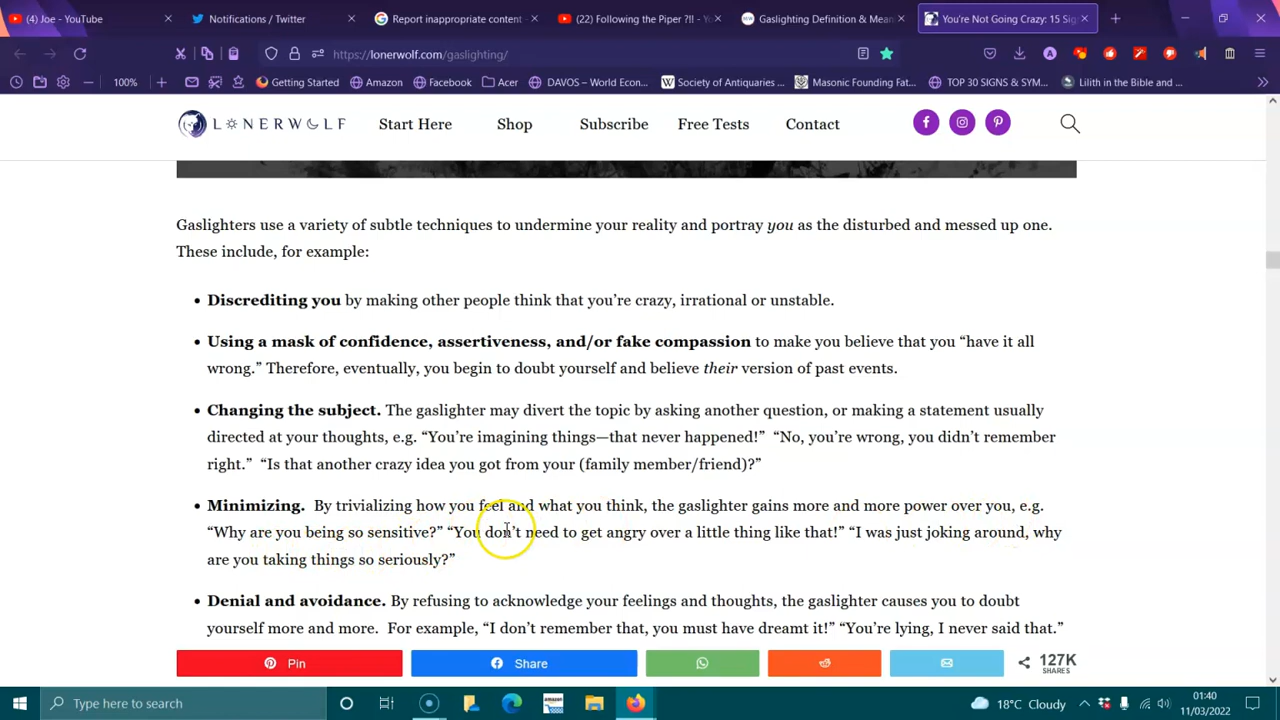 (4) Joe - YouTube
Notifications / Twitter
Report inappropriate content -
(22) Following the Piper ?!! - Yo
Gaslighting Definition & Mean
You're Not Going Crazy: 15 Sig
https://lonerwolf.com/gaslighting/
100%
Getting Started
Amazon
Facebook
Acer
DAVOS – World Econ...
Society of Antiquaries ...
Masonic Founding Fat...
TOP 30 SIGNS & SYM...
Lilith in the Bible and ...
LONERWOLF
Start Here
Shop
Subscribe
Free Tests
Contact
Gaslighters use a variety of subtle techniques to undermine your reality and portray you as the disturbed and messed up one.
These include, for example:
• Discrediting you by making other people think that you’re crazy, irrational or unstable.
• Using a mask of confidence, assertiveness, and/or fake compassion to make you believe that you “have it all
wrong.” Therefore, eventually, you begin to doubt yourself and believe their version of past events.
• Changing the subject. The gaslighter may divert the topic by asking another question, or making a statement usually
directed at your thoughts, e.g. “You’re imagining things—that never happened!” “No, you’re wrong, you didn’t remember
right.” “Is that another crazy idea you got from your (family member/friend)?”
• Minimizing. By trivializing how you feel and what you think, the gaslighter gains more and more power over you, e.g.
“Why are you being so sensitive?” “You don’t need to get angry over a little thing like that!” “I was just joking around, why
are you taking things so seriously?”
• Denial and avoidance. By refusing to acknowledge your feelings and thoughts, the gaslighter causes you to doubt
yourself more and more. For example, “I don’t remember that, you must have dreamt it!” “You’re lying, I never said that.”
Pin
Share
127K
SHARES
Type here to search
18°C Cloudy
01:40
11/03/2022